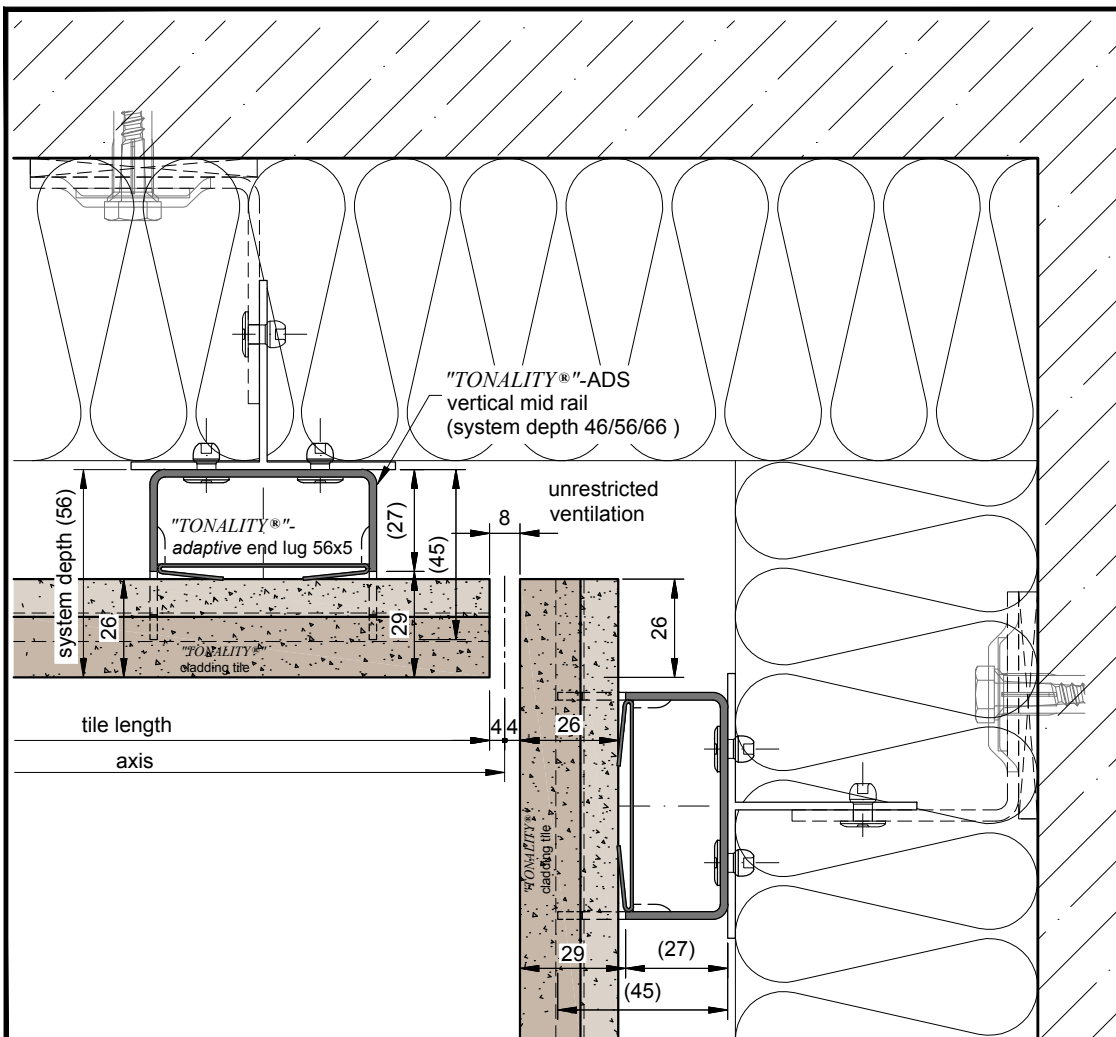 "TONALITY®"-ADS
vertical mid rail
(system depth 46/56/66 )
unrestricted
ventilation
8
"TONALITY®"-
adaptive end lug 56x5
(27)
(45)
system depth (56)
26
29
26
"TONALITY®"
cladding tile
tile length
4
4
26
axis
"TONALITY®"
cladding tile
29
(27)
(45)